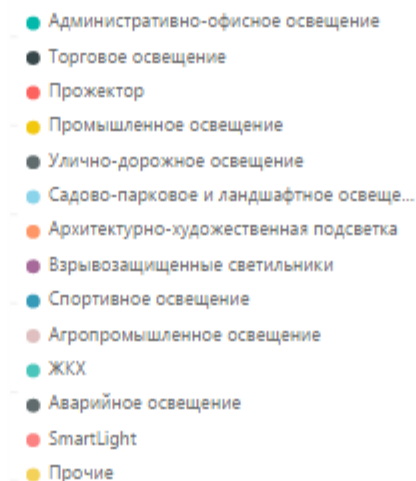 Административно-офисное освещение
Торговое освещение
Прожектор
Промышленное освещение
Улично-дорожное освещение
Садово-парковое и ландшафтное освеще...
Архитектурно-художественная подсветка
Взрывозащищенные светильники
Спортивное освещение
Агропромышленное освещение
ЖКХ
Аварийное освещение
SmartLight
Прочие